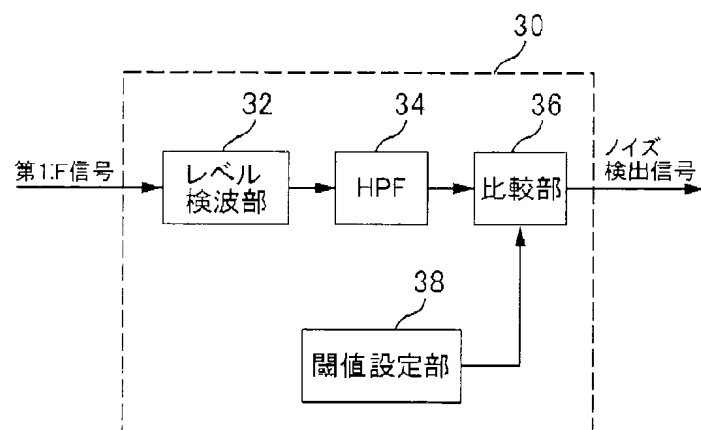 30
32
34
36
第1IF信号
レベル
検波部
HPF
比較部
ノイズ
検出信号
38
閾値設定部